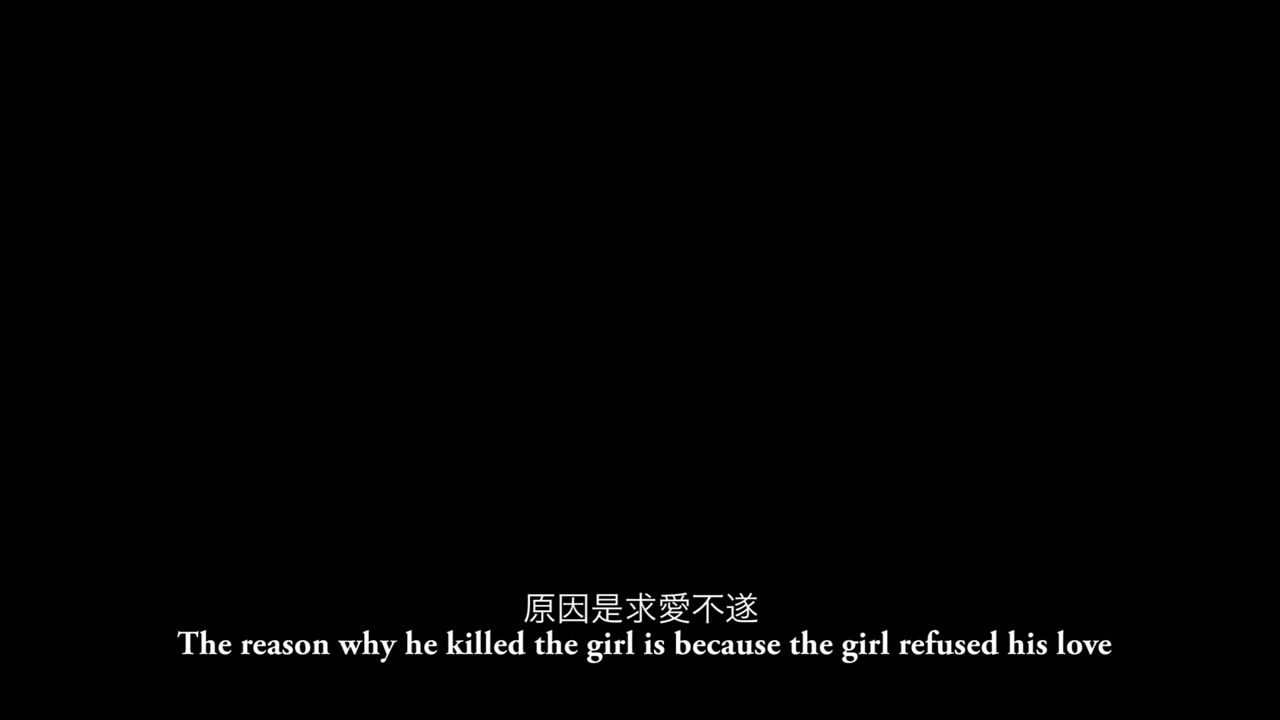 原因是求愛不遂
The reason why he killed the girl is because the girl refused his love